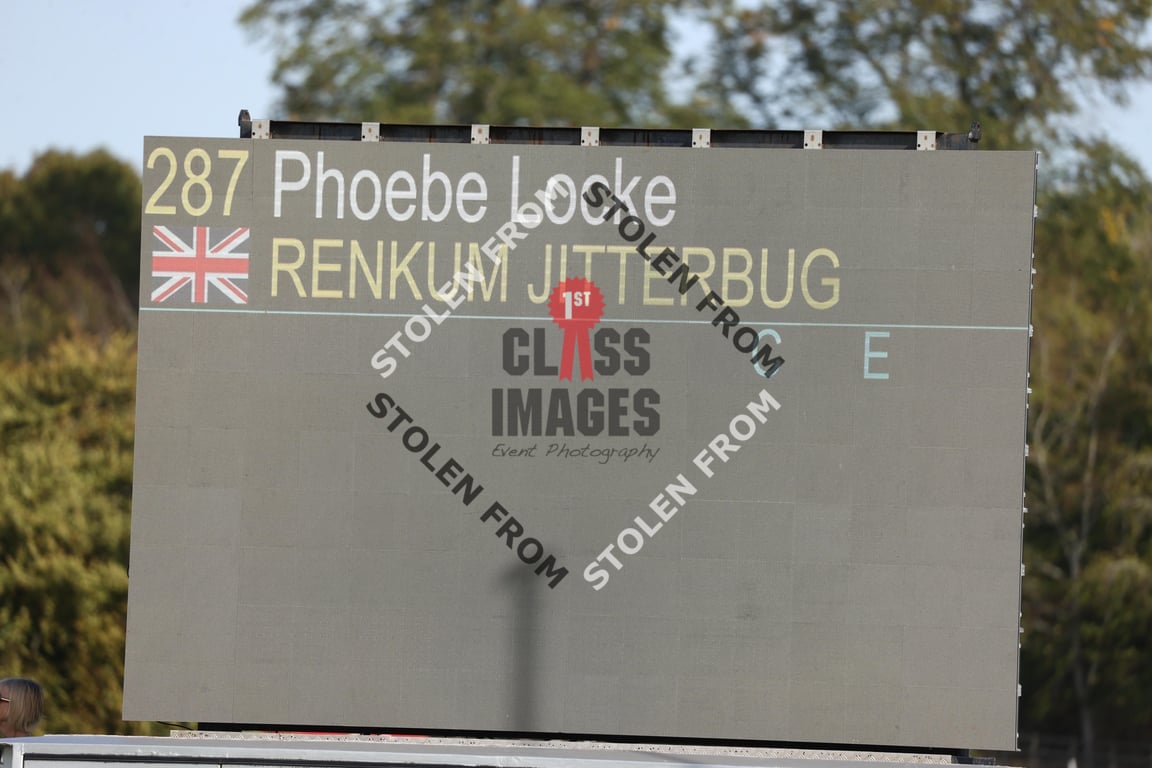 287 Phoebe Locke
RENKUM JITTERBUG
C E
STOLEN FROM
STOLEN FROM
1ST
CLASS
IMAGES
Event Photography
STOLEN FROM
STOLEN FROM